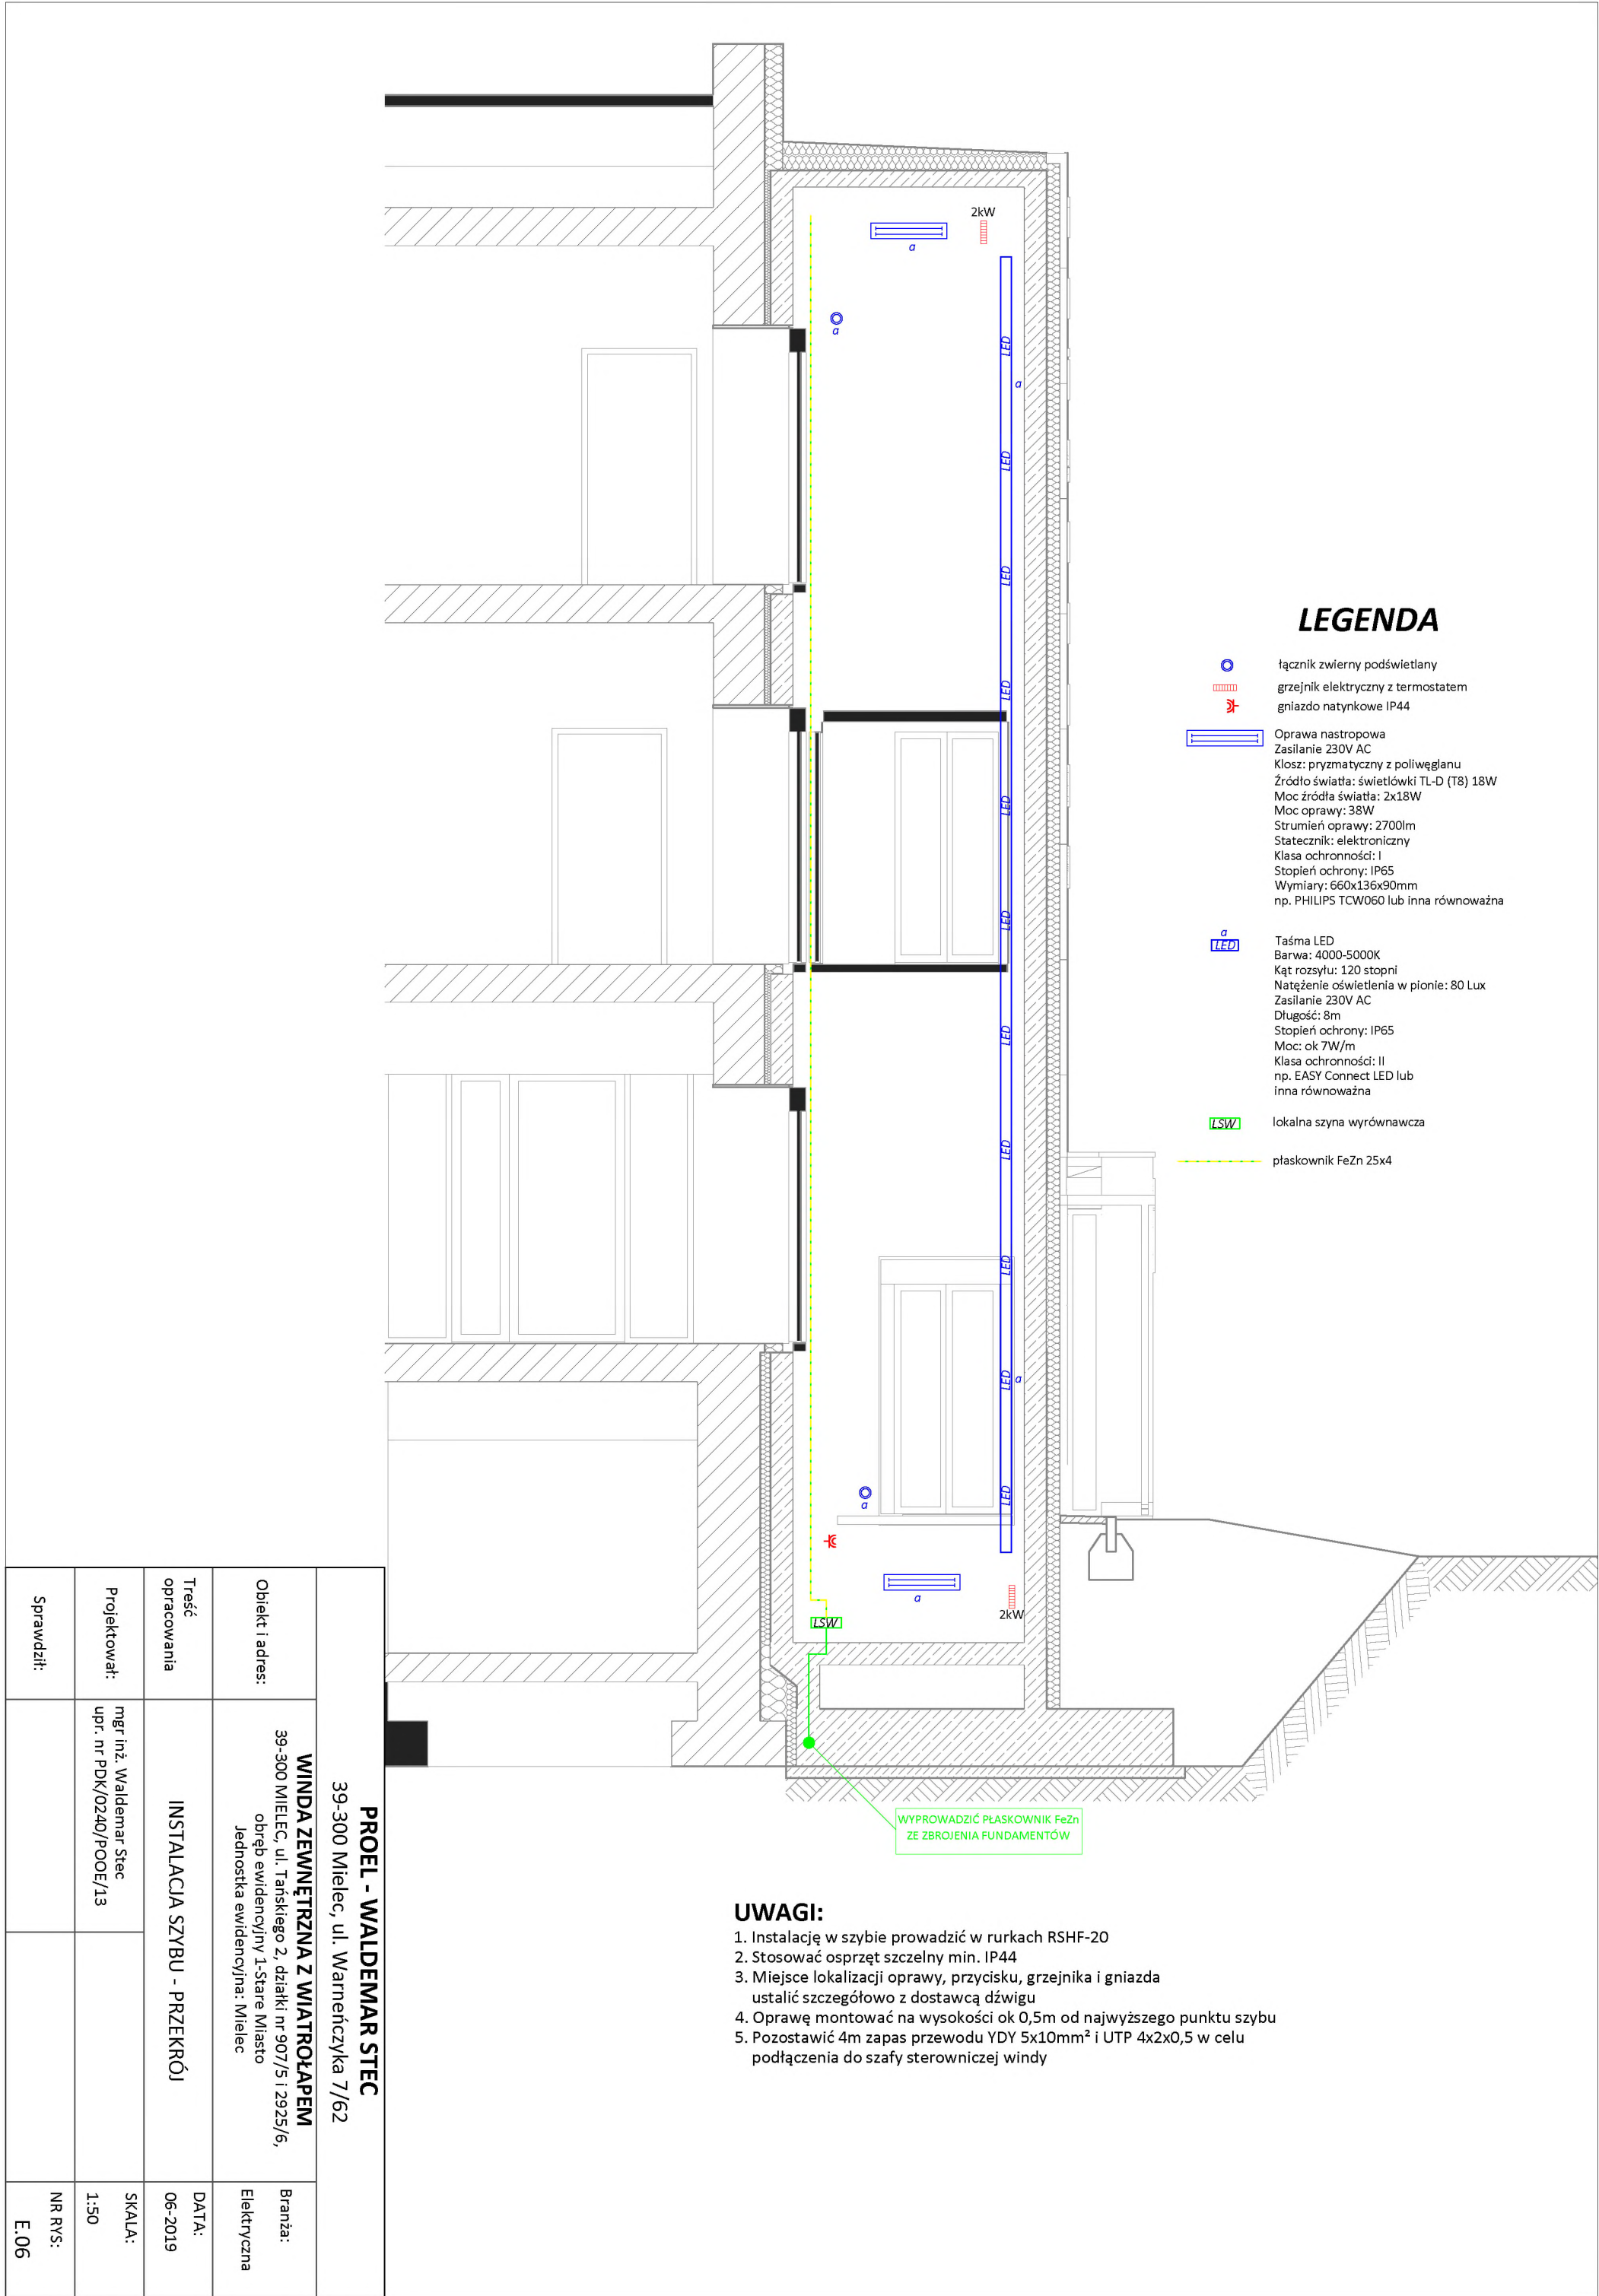 2kW
a
a
LED
a
LED
LED
LED
LED
LED
LED
LED
LED
LED
a
LED
a
a
2kW
LSW
WYPROWADZIĆ PŁASKOWNIK FeZn
ZE ZBROJENIA FUNDAMENTÓW
LEGENDA
łącznik zwierny podświetlany
grzejnik elektryczny z termostatem
gniazdo natynkowe IP44
Oprawa nastropowa
Zasilanie 230V AC
Klosz: pryzmatyczny z poliwęglanu
Źródło światła: świetlówki TL-D (T8) 18W
Moc źródła światła: 2x18W
Moc oprawy: 38W
Strumień oprawy: 2700lm
Statecznik: elektroniczny
Klasa ochronności: I
Stopień ochrony: IP65
Wymiary: 660x136x90mm
np. PHILIPS TCW060 lub inna równoważna
a
LED
Taśma LED
Barwa: 4000-5000K
Kąt rozsyłu: 120 stopni
Natężenie oświetlenia w pionie: 80 Lux
Zasilanie 230V AC
Długość: 8m
Stopień ochrony: IP65
Moc: ok 7W/m
Klasa ochronności: II
np. EASY Connect LED lub
inna równoważna
LSW
lokalna szyna wyrównawcza
płaskownik FeZn 25x4
UWAGI:
1. Instalację w szybie prowadzić w rurkach RSHF-20
2. Stosować osprzęt szczelny min. IP44
3. Miejsce lokalizacji oprawy, przycisku, grzejnika i gniazda
ustalić szczegółowo z dostawcą dźwigu
4. Oprawę montować na wysokości ok 0,5m od najwyższego punktu szybu
5. Pozostawić 4m zapas przewodu YDY 5x10mm² i UTP 4x2x0,5 w celu
podłączenia do szafy sterowniczej windy
PROEL - WALDEMAR STEC
39-300 Mielec, ul. Warneńczyka 7/62
Obiekt i adres:
WINDA ZEWNĘTRZNA Z WIATROŁAPEM
39-300 MIELEC, ul. Tańskiego 2, działki nr 907/5 i 2925/6,
obręb ewidencyjny 1-Stare Miasto
Jednostka ewidencyjna: Mielec
Branża:
Elektryczna
Treść
opracowania
INSTALACJA SZYBU - PRZEKRÓJ
DATA:
06-2019
Projektował:
mgr inż. Waldemar Stec
upr. nr PDK/0240/POOE/13
SKALA:
1:50
Sprawdził:
NR RYS:
E.06